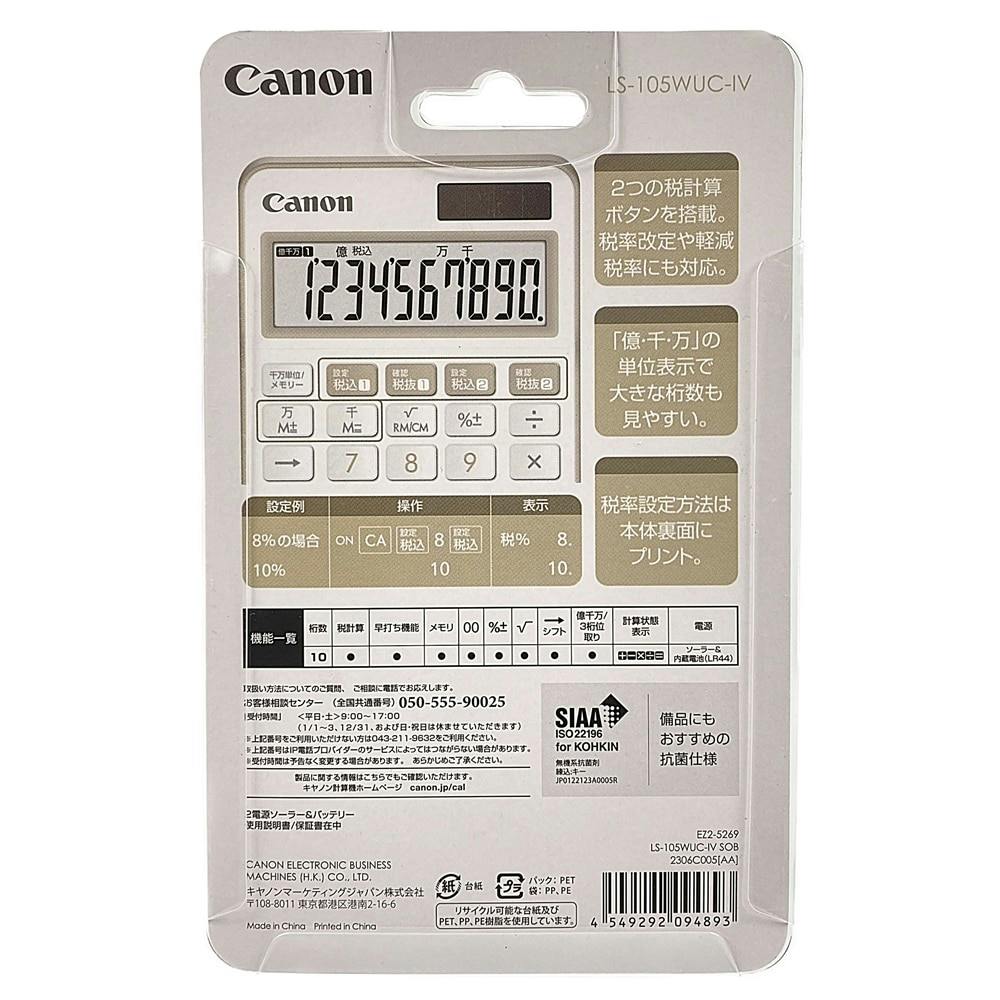 Canon
LS-105WUC-IV
Canon
億千万 1 億 税込 万 千
1'234'567'890.
千万単位/
メモリー
設定
税込1
確認
税抜1
設定
税込2
確認
税抜2
万
M±
千
M=
√
RM/CM
%±
÷
→
7
8
9
×
2つの税計算
ボタンを搭載。
税率改定や軽減
税率にも対応。
「億・千・万」の
単位表示で
大きな桁数も
見やすい。
税率設定方法は
本体裏面に
プリント。
設定例 操作 表示
8%の場合 ON CA 設定 税込 8 設定 税込 税% 8.
10% 10 10.
機能一覧 桁数 税計算 早打ち機能 メモリ 00 %± √ → シフト 億千万/3桁位取り 計算状態表示 電源
10 ● ● ● ● ● ● ● ● +−×÷= ソーラー&内蔵電池(LR44)
取扱い方法についてのご質問、ご相談に電話でお応えします。
お客様相談センター (全国共通番号) 050-555-90025
受付時間」 <平日・土>9:00~17:00
(1/1~3、12/31、および日・祝日は休ませていただきます)
※上記番号をご利用いただけない方は043-211-9632をご利用ください。
※上記番号はIP電話プロバイダーのサービスによってはつながらない場合があります。
※受付時間は予告なく変更する場合があります。 あらかじめご了承ください。
製品に関する情報はこちらでもご確認いただけます。
キヤノン計算機ホームページ canon.jp/cal
SIAA
ISO 22196
for KOHKIN
無機系抗菌剤
練込:キー
JP0122123A0005R
備品にも
おすすめの
抗菌仕様
2電源ソーラー&バッテリー
使用説明書/保証書在中
EZ2-5269
LS-105WUC-IV SOB
2306C005[AA]
CANON ELECTRONIC BUSINESS
MACHINES (H.K.) CO., LTD.
キヤノンマーケティングジャパン株式会社
〒108-8011 東京都港区港南2-16-6
Made in China Printed in China
紙 台紙
プラ パック: PET
袋: PP, PE
リサイクル可能な台紙及び
PET, PP, PE樹脂を使用しています。
4 549292 094893